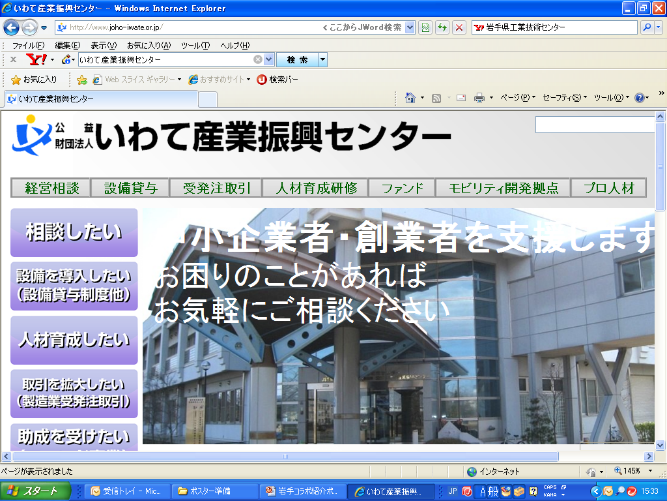 いわて産業振興センター - Windows Internet Explorer
http://www.joho-iwate.or.jp/
<ここからJWord検索
岩手県工業技術センター
ファイル(F) 編集(E) 表示(V) お気に入り(A) ツール(T) ヘルプ(H)
× Y! いわて産業振興センター 検索
お気に入り Web スライス ギャラリー おすすめサイト 検索バー
いわて産業振興センター
ページ(P) セーフティ(S) ツール(O)
公益
財団法人 いわて産業振興センター
経営相談 設備貸与 受発注取引 人材育成研修 ファンド モビリティ開発拠点 プロ人材
相談したい
中小企業者・創業者を支援します
設備を導入したい
(設備貸与制度他)
お困りのことがあれば
お気軽にご相談ください
人材育成したい
取引を拡大したい
(製造業受発注取引)
助成を受けたい
ページが表示されました
インターネット
145%
スタート 受信トレイ - Mic... ポスター準備 岩手コラボ紹介ポ... いわて産業振興...
JP A 般 CAPS KANA 15:33